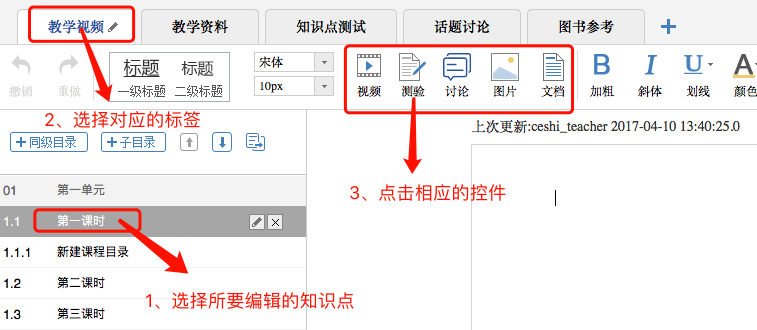 教学视频 教学资料 知识点测试 话题讨论 图书参考
撤销 重做 标题 一级标题 标题 二级标题 宋体 10px 视频 测验 讨论 图片 文档 B 加粗 I 斜体 U 划线 A 颜色
2、选择对应的标签
上次更新:ceshi_teacher 2017-04-10 13:40:25.0
同级目录 子目录
3、点击相应的控件
01 第一单元
1.1 第一课时
1.1.1 新建课程目录
1.2 第二课时
1、选择所要编辑的知识点
1.3 第三课时